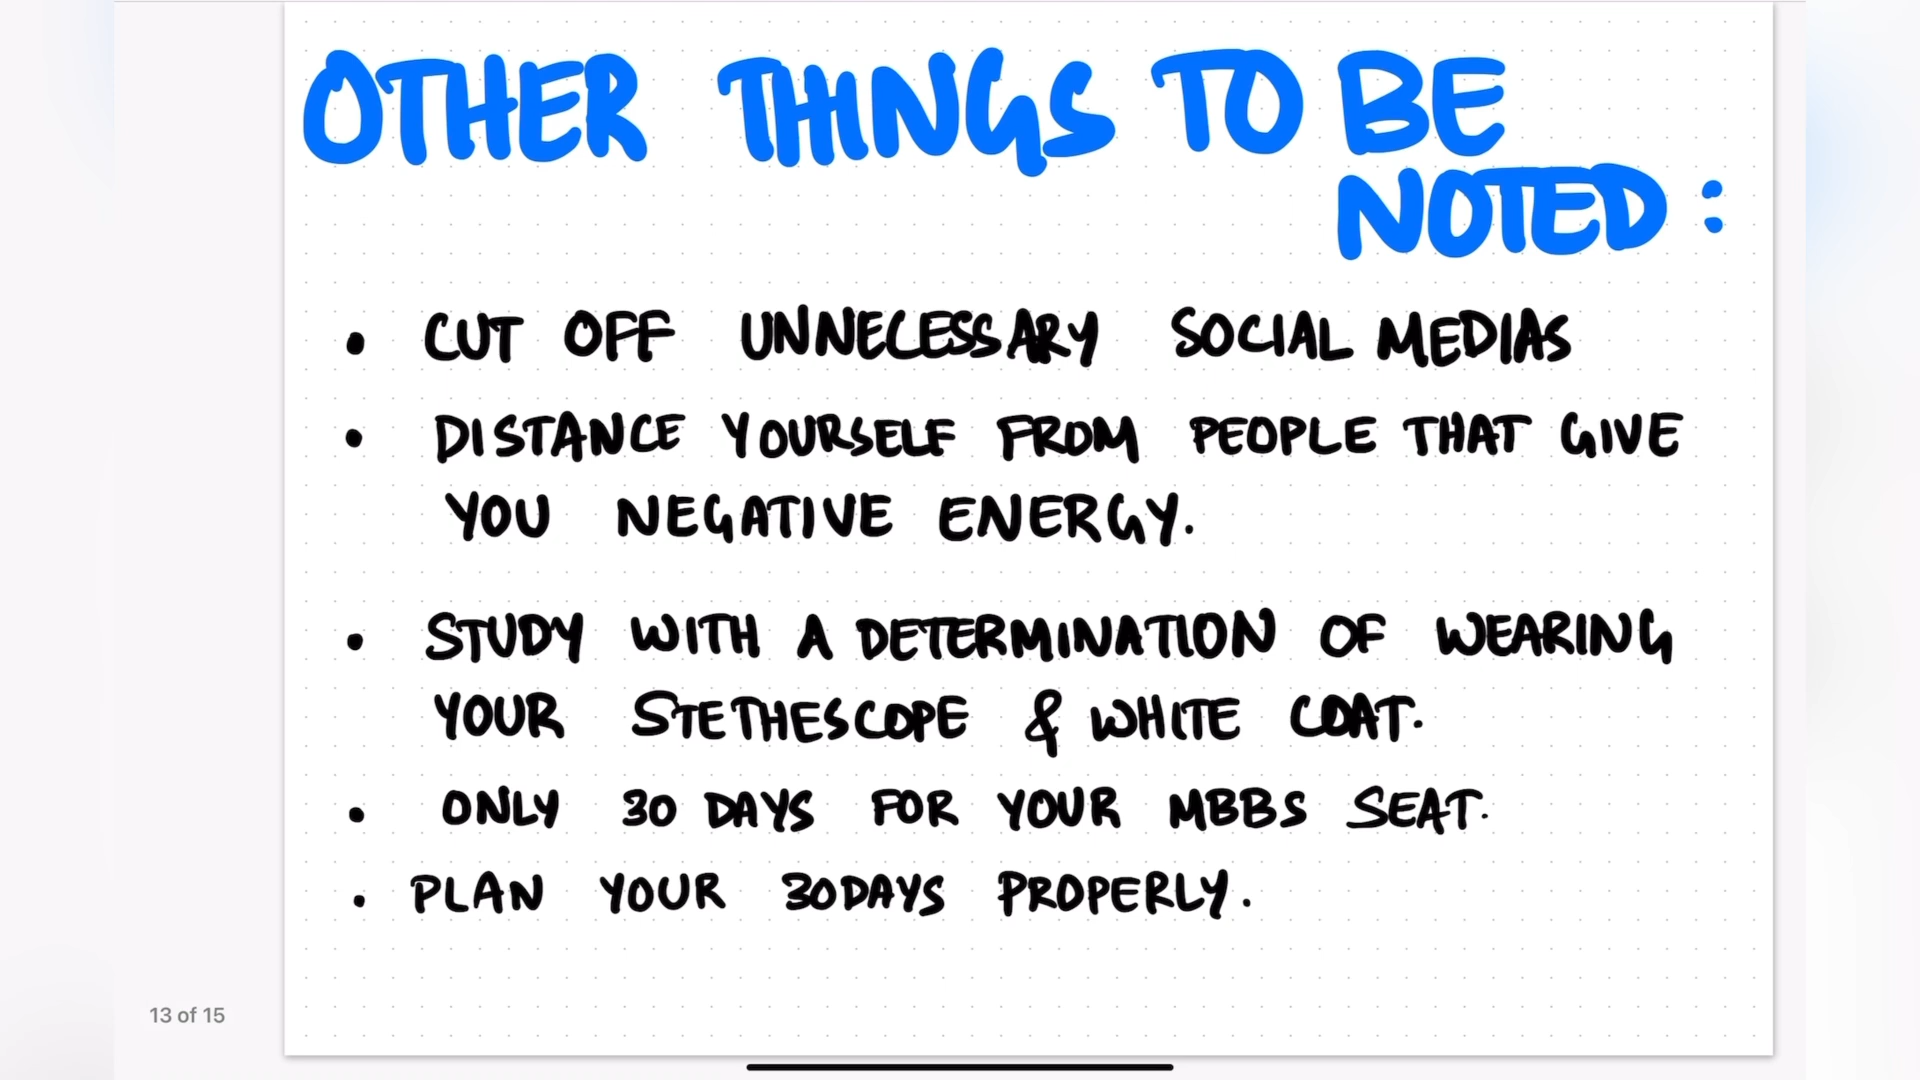 OTHER THINGS TO BE
NOTED :
• CUT OFF UNNECESSARY SOCIAL MEDIAS
• DISTANCE YOURSELF FROM PEOPLE THAT GIVE
YOU NEGATIVE ENERGY.
• STUDY WITH A DETERMINATION OF WEARING
YOUR STETHESCOPE & WHITE COAT.
• ONLY 30 DAYS FOR YOUR MBBS SEAT.
• PLAN YOUR 30DAYS PROPERLY.
13 of 15